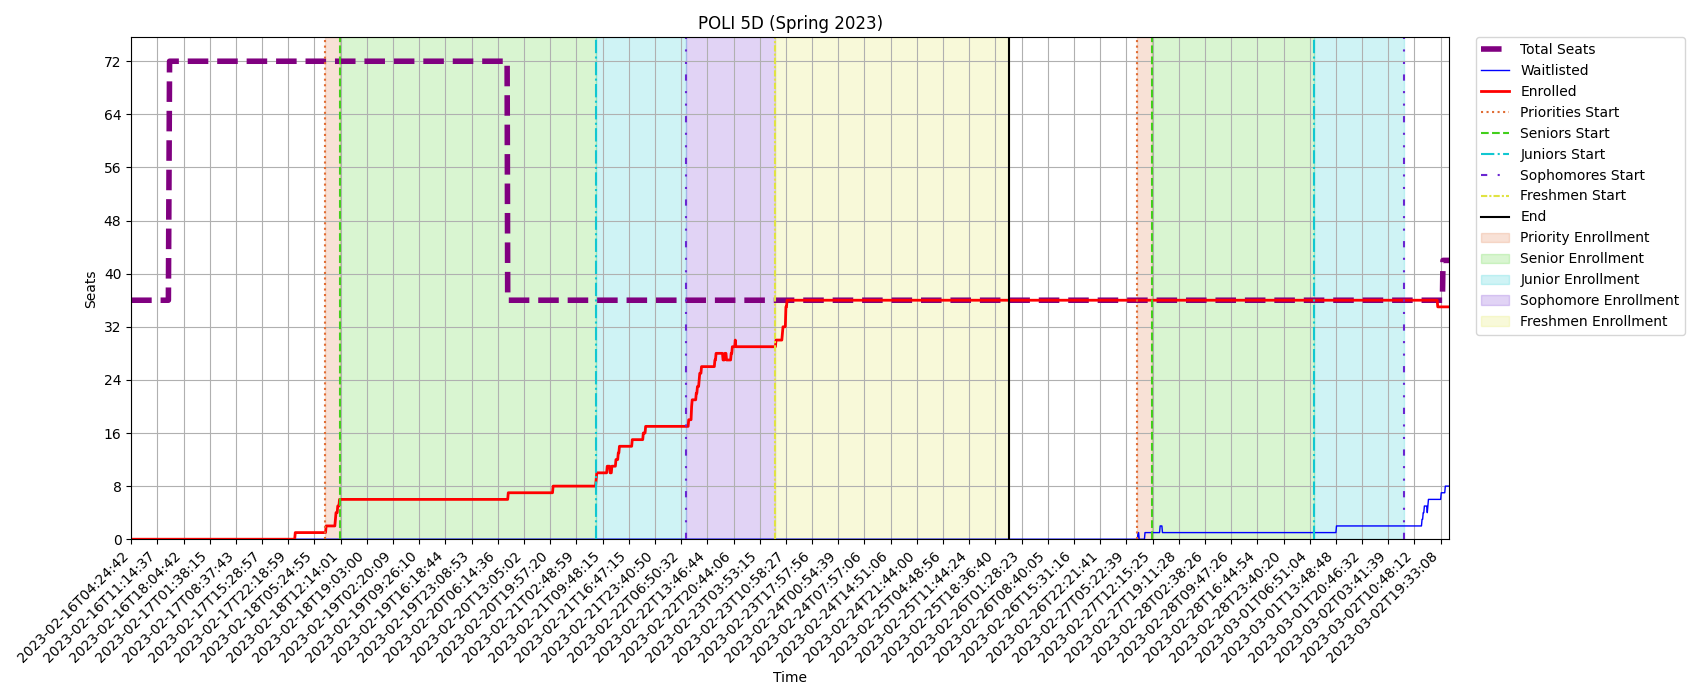 POLI 5D (Spring 2023)
Seats
72
64
56
48
40
32
24
16
8
0
2023-02-16T04:24:42
2023-02-16T11:14:37
2023-02-16T18:04:42
2023-02-17T01:38:15
2023-02-17T08:37:43
2023-02-17T15:28:57
2023-02-17T22:18:59
2023-02-18T05:24:55
2023-02-18T12:14:01
2023-02-18T19:03:00
2023-02-19T02:20:09
2023-02-19T09:26:10
2023-02-19T16:18:44
2023-02-19T23:08:53
2023-02-20T06:14:36
2023-02-20T13:05:02
2023-02-20T19:57:20
2023-02-21T02:48:59
2023-02-21T09:48:15
2023-02-21T16:47:15
2023-02-21T23:40:50
2023-02-22T06:50:32
2023-02-22T13:46:44
2023-02-22T20:44:06
2023-02-23T03:53:15
2023-02-23T10:58:27
2023-02-23T17:57:56
2023-02-24T00:54:39
2023-02-24T07:57:06
2023-02-24T14:51:06
2023-02-24T21:44:00
2023-02-25T04:48:56
2023-02-25T11:44:24
2023-02-25T18:36:40
2023-02-26T01:28:23
2023-02-26T08:40:05
2023-02-26T15:31:16
2023-02-26T22:21:41
2023-02-27T05:22:39
2023-02-27T12:15:25
2023-02-27T19:11:28
2023-02-28T02:38:26
2023-02-28T09:47:26
2023-02-28T16:44:54
2023-02-28T23:40:20
2023-03-01T06:51:04
2023-03-01T13:48:48
2023-03-01T20:46:32
2023-03-02T03:41:39
2023-03-02T10:48:12
2023-03-02T19:33:08
Time
Total Seats
Waitlisted
Enrolled
Priorities Start
Seniors Start
Juniors Start
Sophomores Start
Freshmen Start
End
Priority Enrollment
Senior Enrollment
Junior Enrollment
Sophomore Enrollment
Freshmen Enrollment